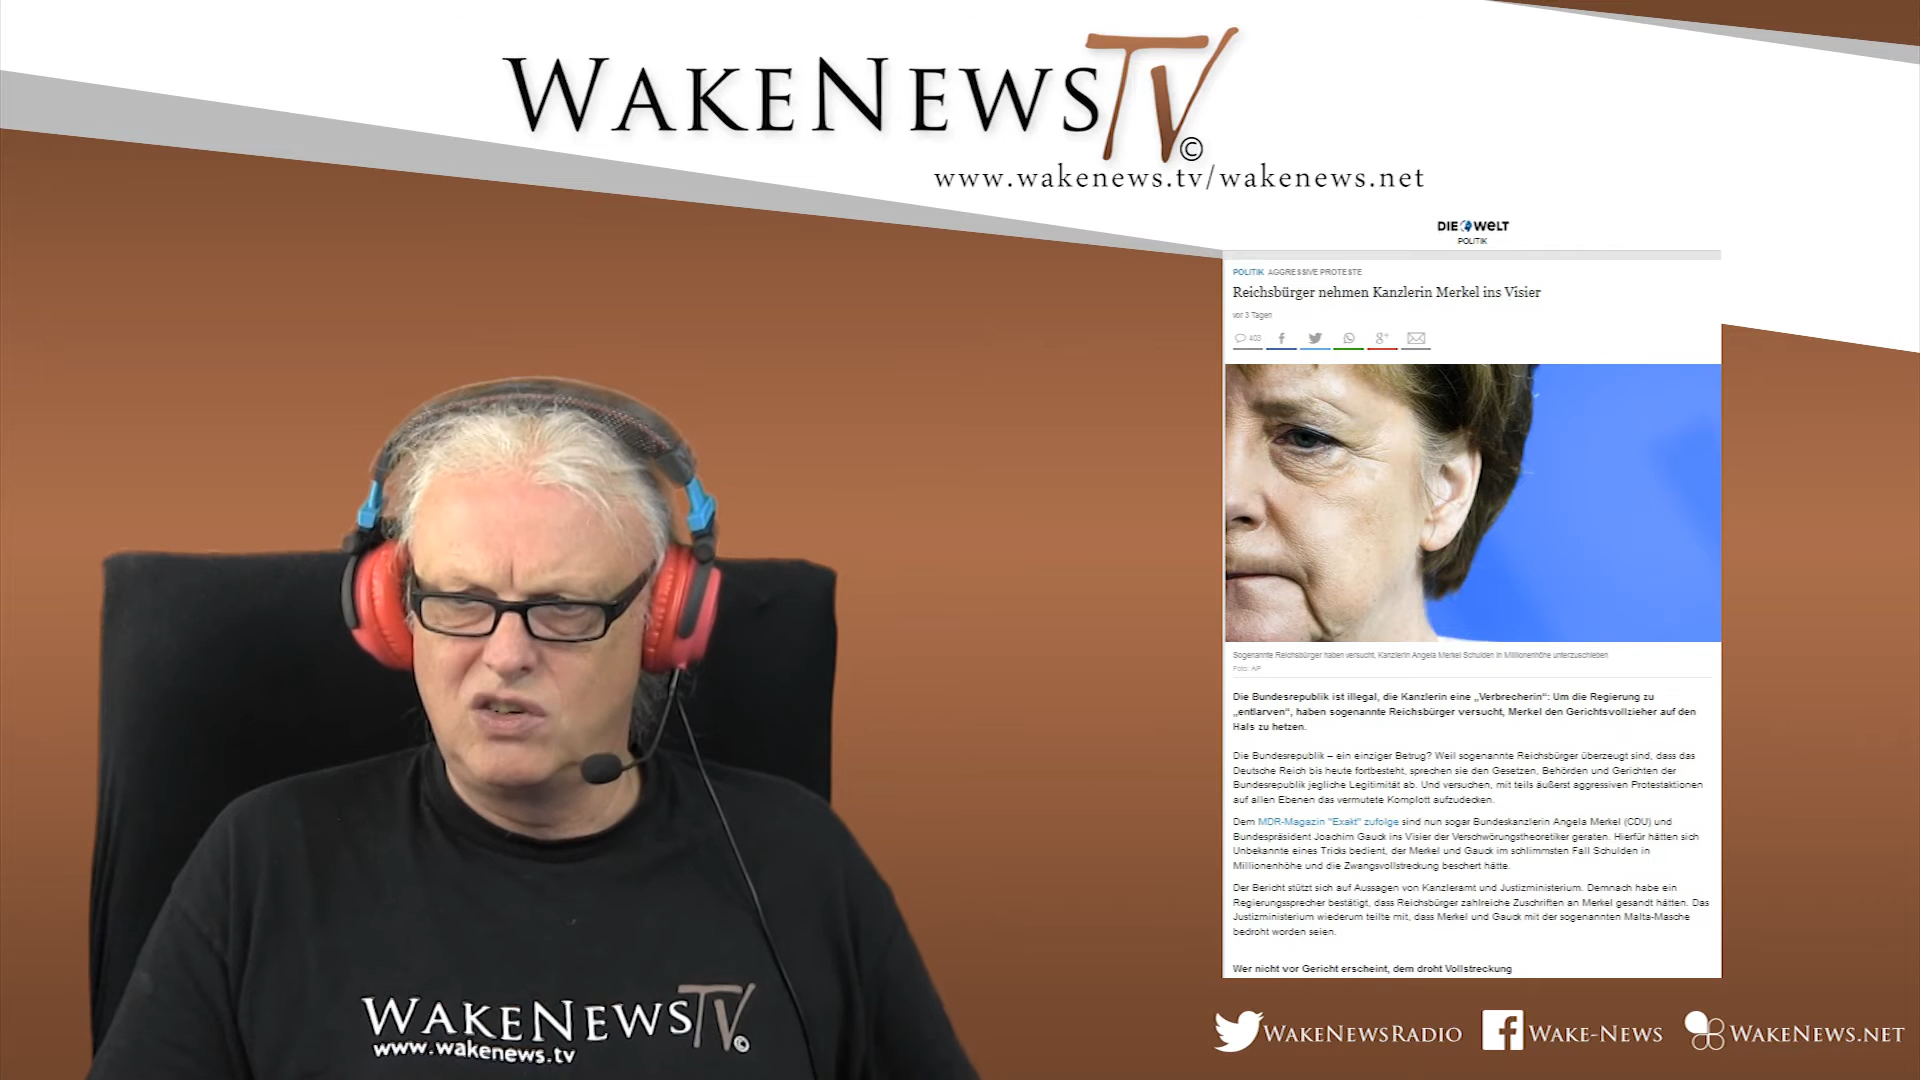 WAKENEWSTV©
www.wakenews.tv/wakenews.net
DIE WELT
POLITIK
POLITIK AGGRESSIVE PROTESTE
Reichsbürger nehmen Kanzlerin Merkel ins Visier
vor 3 Tagen
403
Sogenannte Reichsbürger haben versucht, Kanzlerin Angela Merkel Schulden in Millionenhöhe unterzuschieben
Foto: AP
Die Bundesrepublik ist illegal, die Kanzlerin eine „Verbrecherin“: Um die Regierung zu
„entlarven“, haben sogenannte Reichsbürger versucht, Merkel den Gerichtsvollzieher auf den
Hals zu hetzen.
Die Bundesrepublik – ein einziger Betrug? Weil sogenannte Reichsbürger überzeugt sind, dass das
Deutsche Reich bis heute fortbesteht, sprechen sie den Gesetzen, Behörden und Gerichten der
Bundesrepublik jegliche Legitimität ab. Und versuchen, mit teils äußerst aggressiven Protestaktionen
auf allen Ebenen das vermutete Komplott aufzudecken.
Dem MDR-Magazin "Exakt" zufolge sind nun sogar Bundeskanzlerin Angela Merkel (CDU) und
Bundespräsident Joachim Gauck ins Visier der Verschwörungstheoretiker geraten. Hierfür hätten sich
Unbekannte eines Tricks bedient, der Merkel und Gauck im schlimmsten Fall Schulden in
Millionenhöhe und die Zwangsvollstreckung beschert hätte.
Der Bericht stützt sich auf Aussagen von Kanzleramt und Justizministerium. Demnach habe ein
Regierungssprecher bestätigt, dass Reichsbürger zahlreiche Zuschriften an Merkel gesandt hätten. Das
Justizministerium wiederum teilte mit, dass Merkel und Gauck mit der sogenannten Malta-Masche
bedroht worden seien.
Wer nicht vor Gericht erscheint, dem droht Vollstreckung
WAKENEWSTV©
www.wakenews.tv
WAKENEWSRADIO WAKE-NEWS WAKENEWS.NET